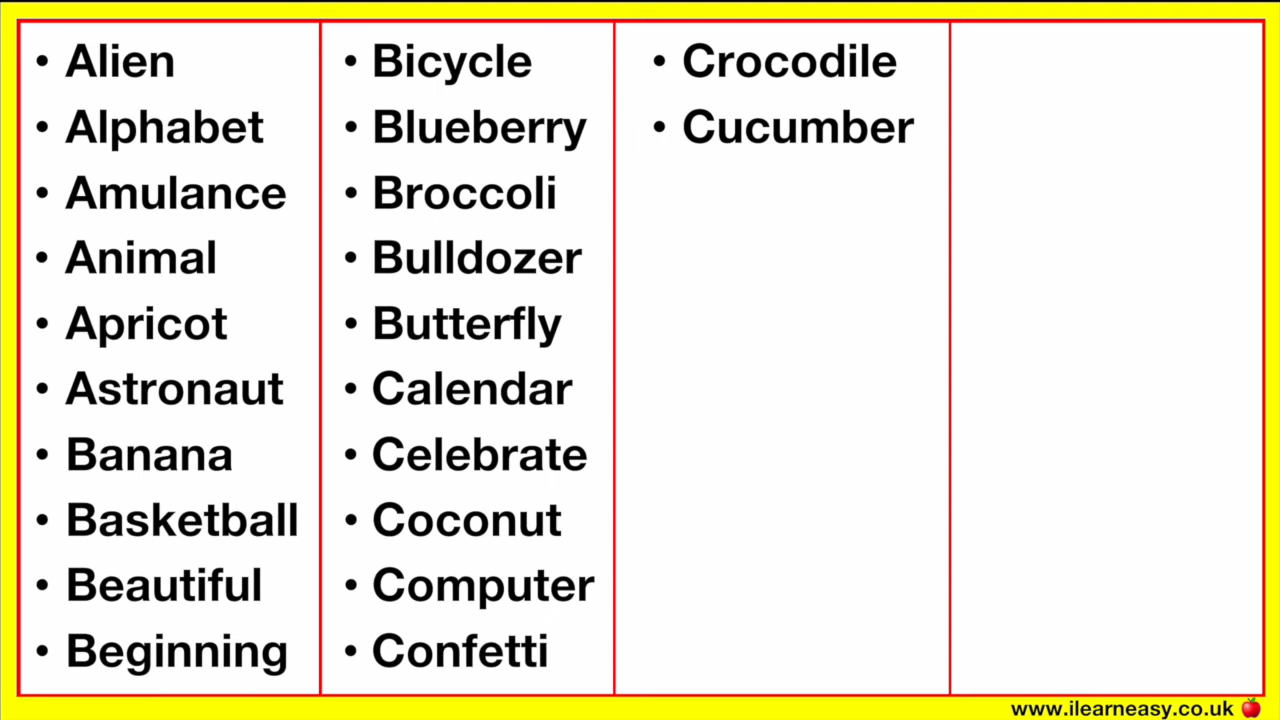 • Alien
• Alphabet
• Amulance
• Animal
• Apricot
• Astronaut
• Banana
• Basketball
• Beautiful
• Beginning
• Bicycle
• Blueberry
• Broccoli
• Bulldozer
• Butterfly
• Calendar
• Celebrate
• Coconut
• Computer
• Confetti
• Crocodile
• Cucumber
www.ilearneasy.co.uk